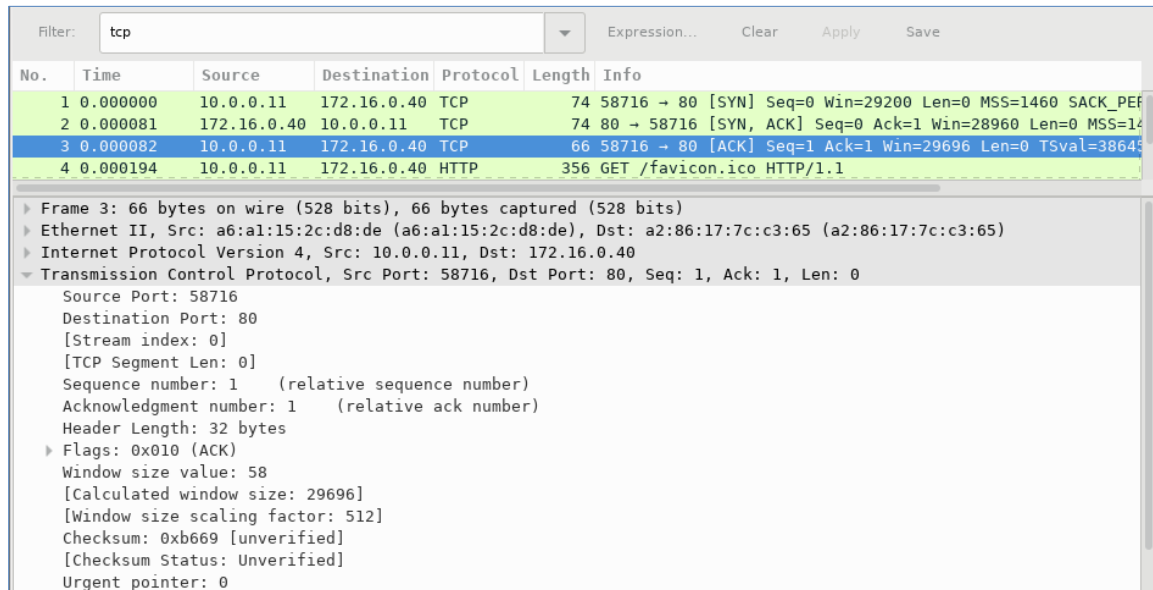 Filter: tcp Expression... Clear Apply Save
No. Time Source Destination Protocol Length Info
1 0.000000 10.0.0.11 172.16.0.40 TCP 74 58716 → 80 [SYN] Seq=0 Win=29200 Len=0 MSS=1460 SACK_PER
2 0.000081 172.16.0.40 10.0.0.11 TCP 74 80 → 58716 [SYN, ACK] Seq=0 Ack=1 Win=28960 Len=0 MSS=14
3 0.000082 10.0.0.11 172.16.0.40 TCP 66 58716 → 80 [ACK] Seq=1 Ack=1 Win=29696 Len=0 TSval=38645
4 0.000194 10.0.0.11 172.16.0.40 HTTP 356 GET /favicon.ico HTTP/1.1
Frame 3: 66 bytes on wire (528 bits), 66 bytes captured (528 bits)
Ethernet II, Src: a6:a1:15:2c:d8:de (a6:a1:15:2c:d8:de), Dst: a2:86:17:7c:c3:65 (a2:86:17:7c:c3:65)
Internet Protocol Version 4, Src: 10.0.0.11, Dst: 172.16.0.40
Transmission Control Protocol, Src Port: 58716, Dst Port: 80, Seq: 1, Ack: 1, Len: 0
Source Port: 58716
Destination Port: 80
[Stream index: 0]
[TCP Segment Len: 0]
Sequence number: 1 (relative sequence number)
Acknowledgment number: 1 (relative ack number)
Header Length: 32 bytes
Flags: 0x010 (ACK)
Window size value: 58
[Calculated window size: 29696]
[Window size scaling factor: 512]
Checksum: 0xb669 [unverified]
[Checksum Status: Unverified]
Urgent pointer: 0